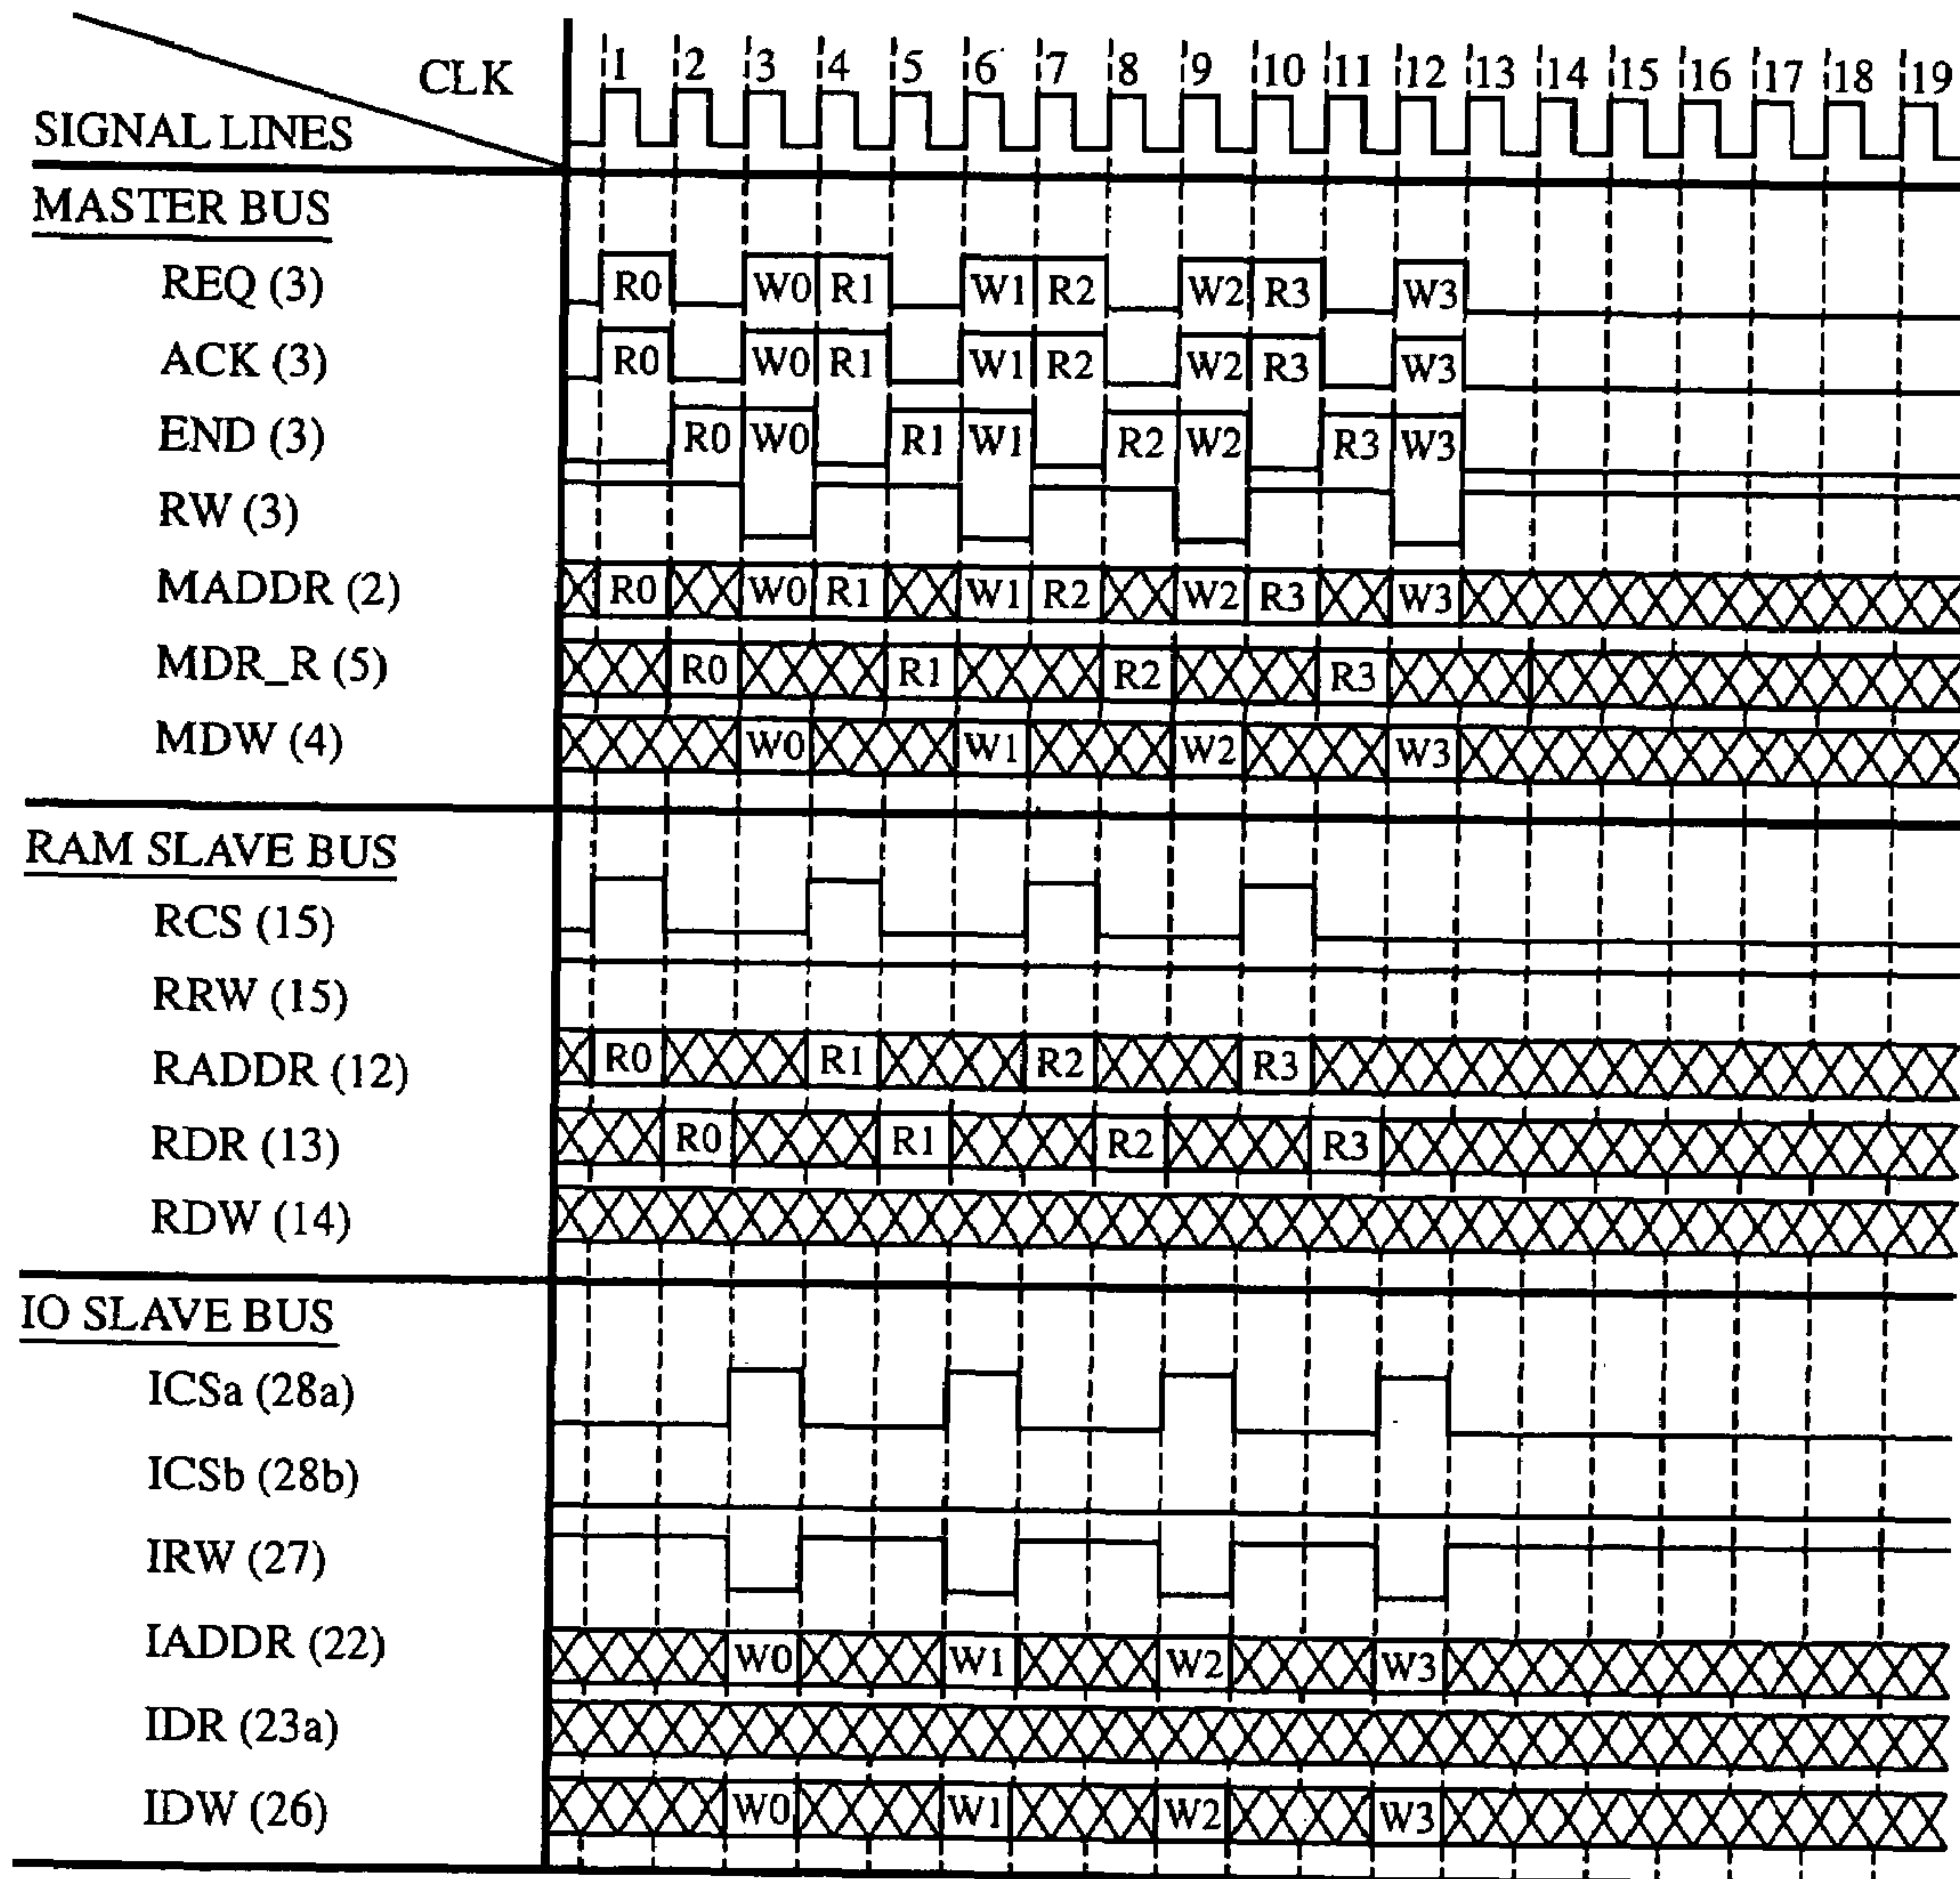 CLK 1 2 3 4 5 6 7 8 9 10 11 12 13 14 15 16 17 18 19
SIGNAL LINES
MASTER BUS
REQ (3) R0 W0 R1 W1 R2 W2 R3 W3
ACK (3) R0 W0 R1 W1 R2 W2 R3 W3
END (3) R0 W0 R1 W1 R2 W2 R3 W3
RW (3)
MADDR (2) R0 W0 R1 W1 R2 W2 R3 W3
MDR_R (5) R0 R1 R2 R3
MDW (4) W0 W1 W2 W3
RAM SLAVE BUS
RCS (15)
RRW (15)
RADDR (12) R0 R1 R2 R3
RDR (13) R0 R1 R2 R3
RDW (14)
IO SLAVE BUS
ICSa (28a)
ICSb (28b)
IRW (27)
IADDR (22) W0 W1 W2 W3
IDR (23a)
IDW (26) W0 W1 W2 W3